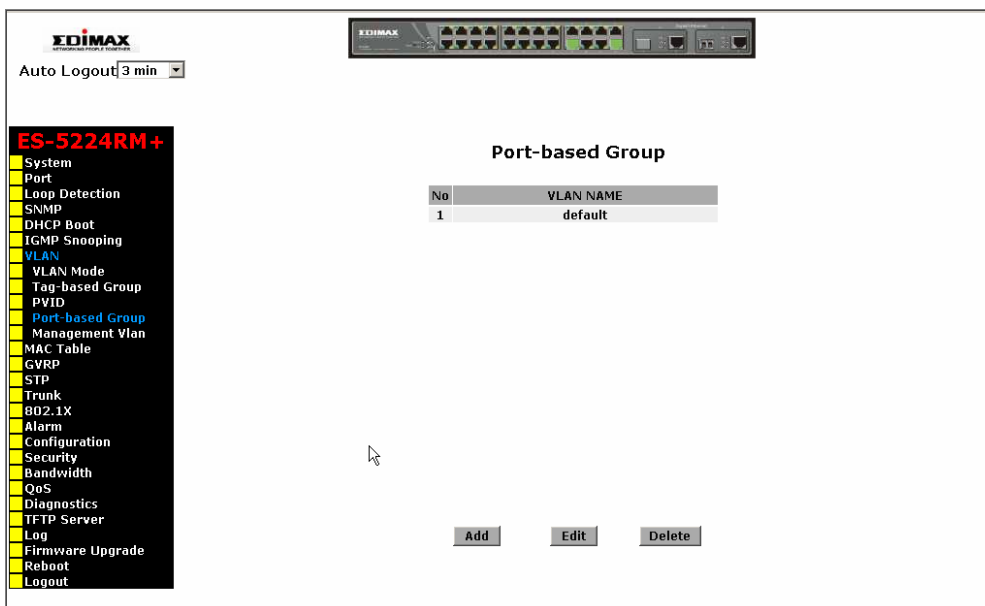 EDIMAX
NETWORKING PEOPLE TOGETHER
EDIMAX
Auto Logout 3 min
ES-5224RM+
System
Port
Loop Detection
SNMP
DHCP Boot
IGMP Snooping
VLAN
VLAN Mode
Tag-based Group
PVID
Port-based Group
Management Vlan
MAC Table
GVRP
STP
Trunk
802.1X
Alarm
Configuration
Security
Bandwidth
QoS
Diagnostics
TFTP Server
Log
Firmware Upgrade
Reboot
Logout
Port-based Group
No VLAN NAME
1 default
Add Edit Delete